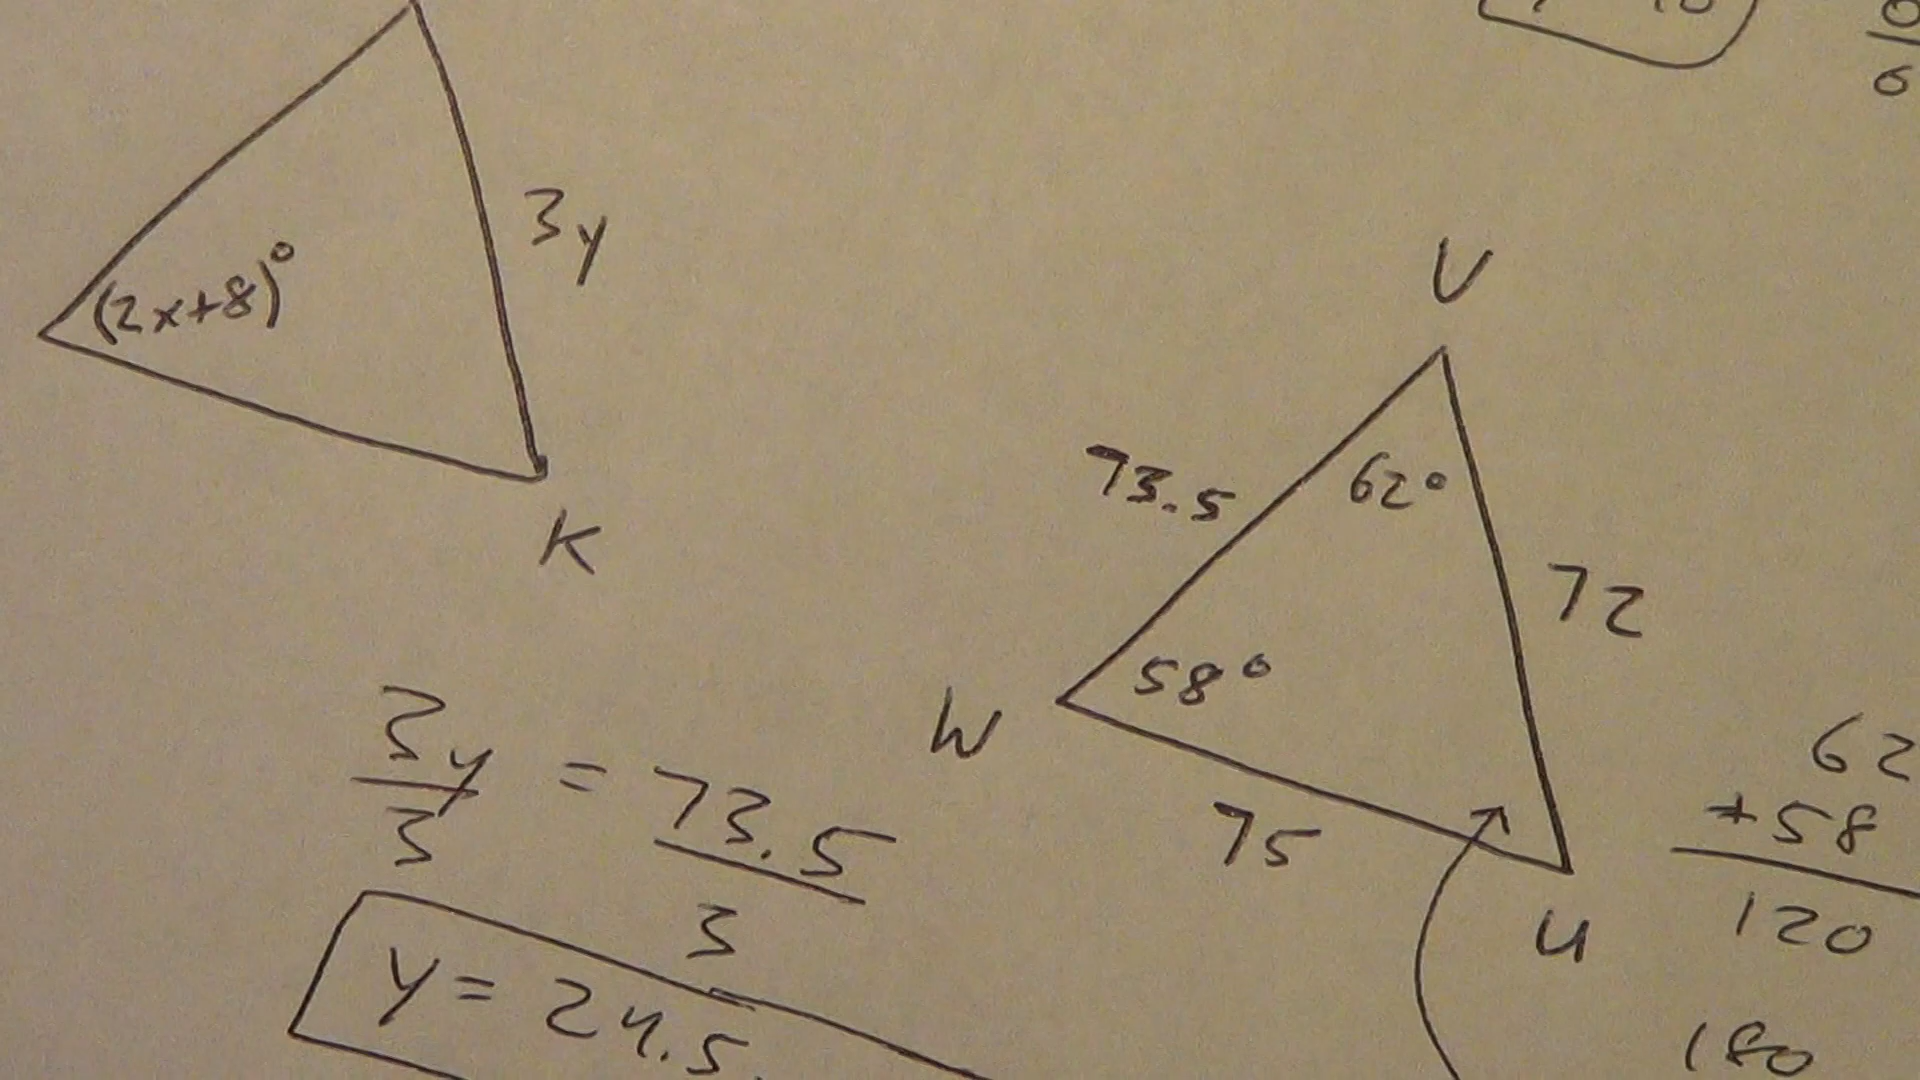 3y
(2x+8)°
K
V
73.5
62°
72
58°
W
75
U
3y = 73.5
3 3
y = 24.5
62
+58
120
180